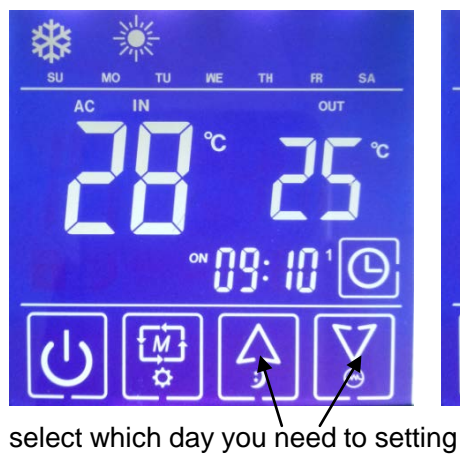 SU MO TU WE TH FR SA
AC IN OUT
28 °C 25 °C
ON 09:10 1
M
select which day you need to setting